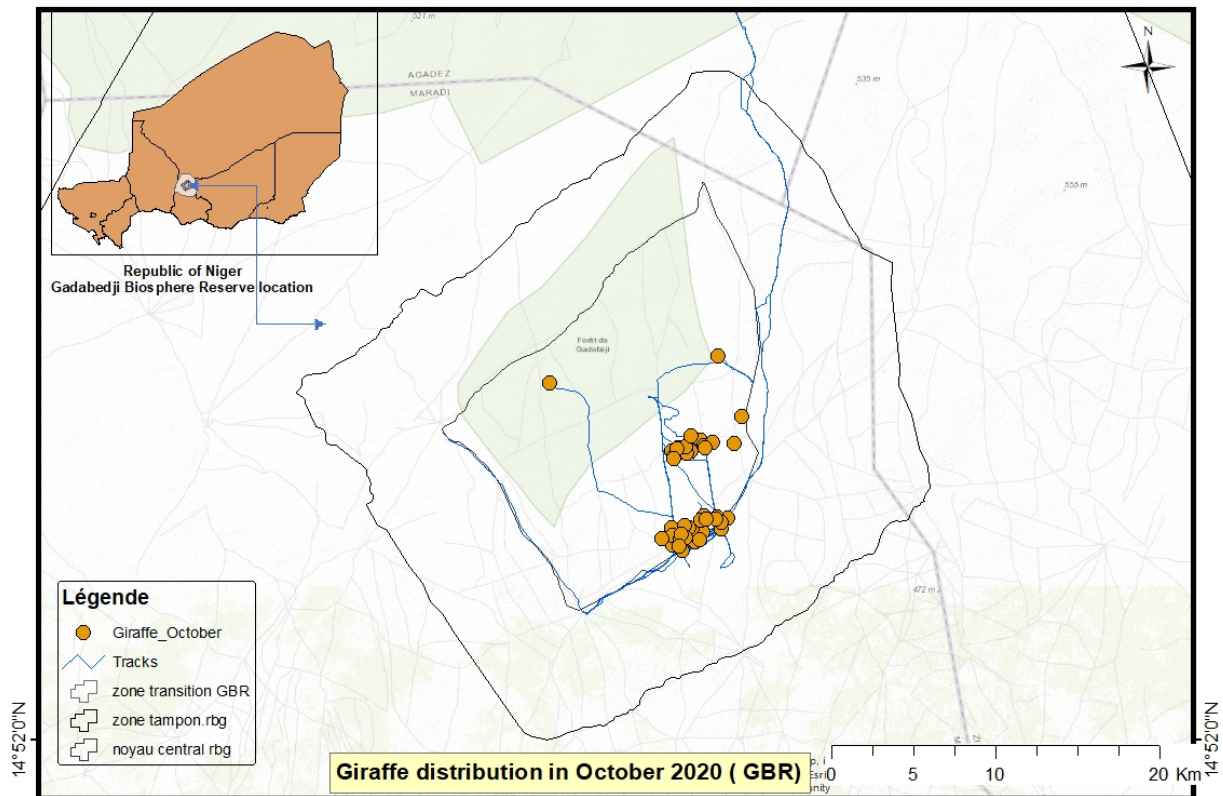 521 m
N
AGADEZ
MARADI
535 m
555 m
Republic of Niger
Gadabedji Biosphere Reserve location
Forêt de
Gadabéji
Légende
Giraffe_October
Tracks
zone transition GBR
zone tampon.rbg
noyau central rbg
472 m
14°52'0"N
14°52'0"N
Giraffe distribution in October 2020 ( GBR)
Esri
0 5 10 20 Km